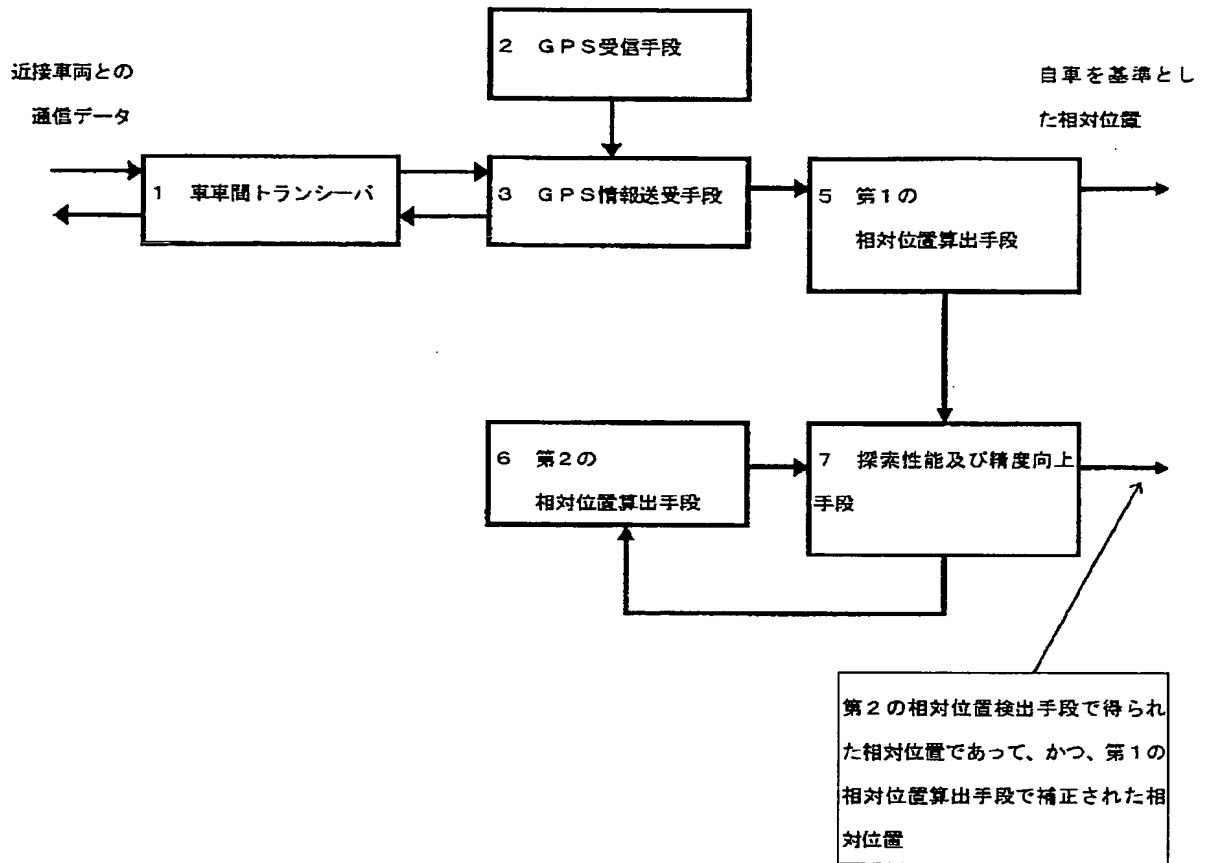 2 GPS受信手段
近接車両との
通信データ
自車を基準とし
た相対位置
1 車車間トランシーバ
3 GPS情報送受手段
5 第1の
相対位置算出手段
6 第2の
相対位置算出手段
7 探索性能及び精度向上
手段
第2の相対位置検出手段で得られ
た相対位置であって、かつ、第1の
相対位置算出手段で補正された相
対位置